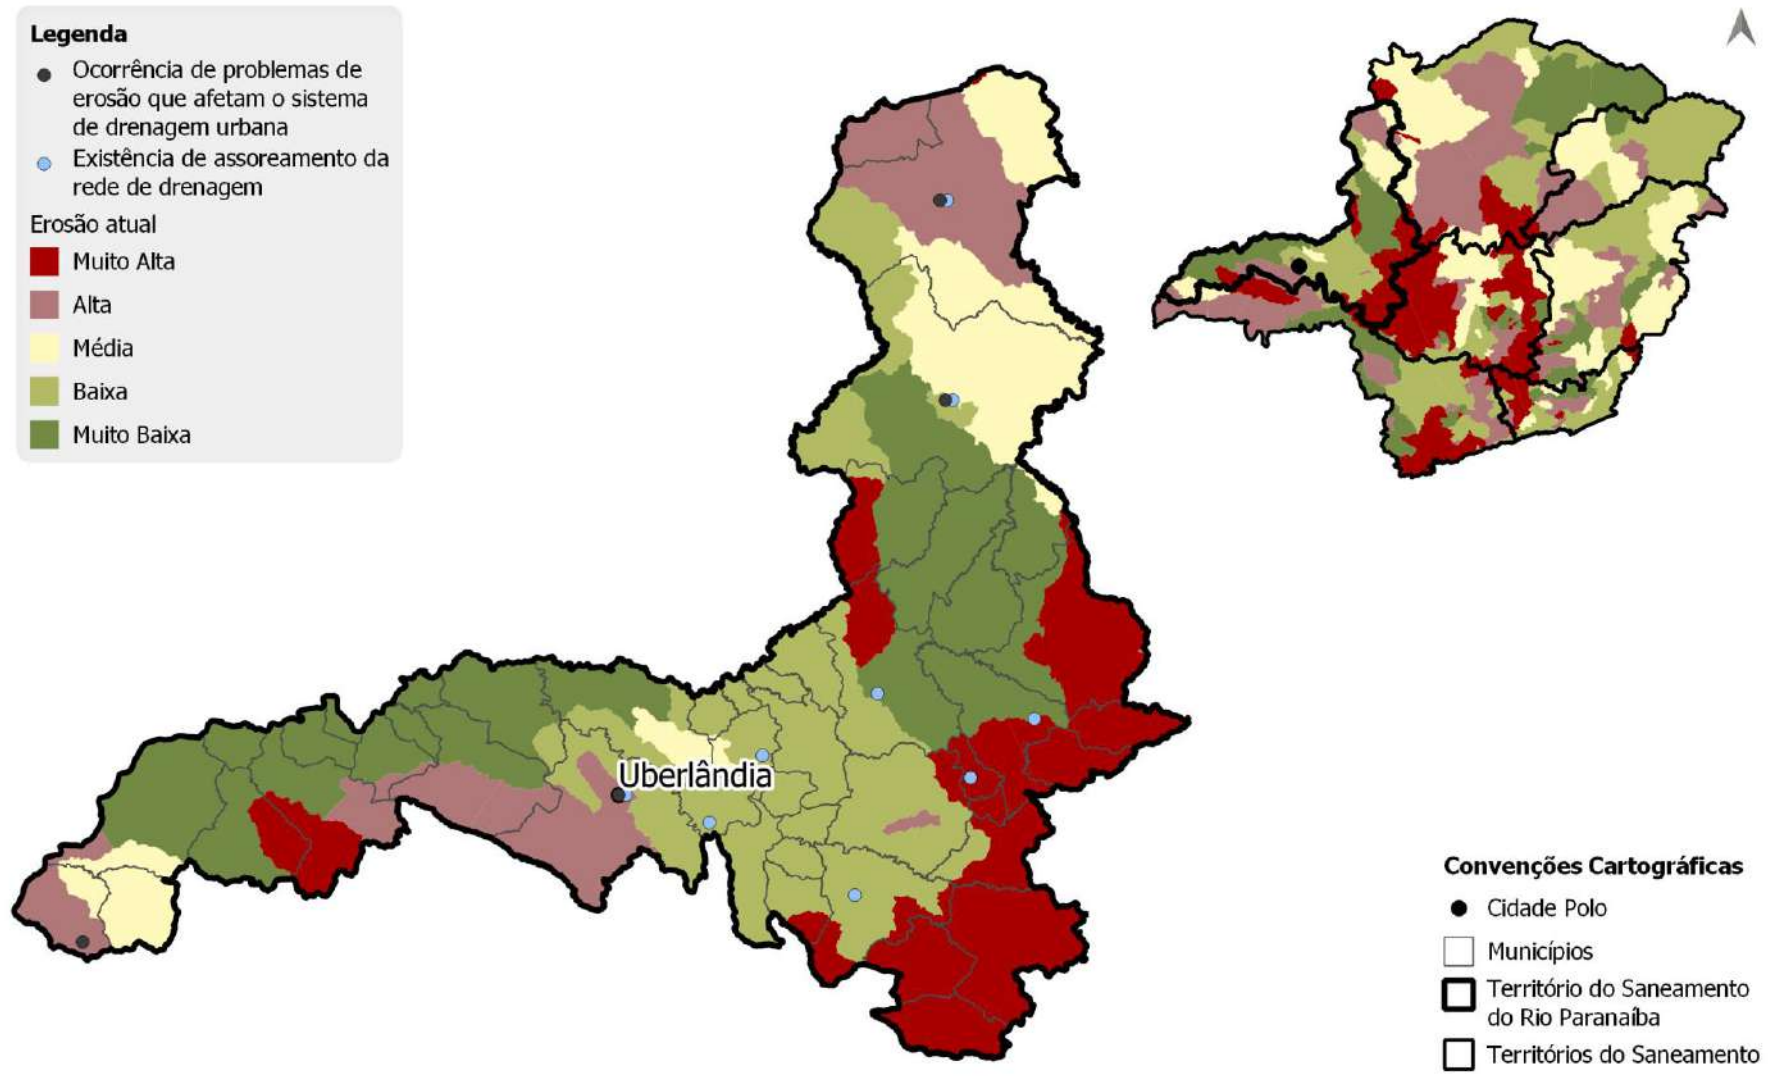 Legenda
Ocorrência de problemas de
erosão que afetam o sistema
de drenagem urbana
Existência de assoreamento da
rede de drenagem
Erosão atual
Muito Alta
Alta
Média
Baixa
Muito Baixa
Uberlândia
Convenções Cartográficas
Cidade Polo
Municípios
Território do Saneamento
do Rio Paranaíba
Territórios do Saneamento